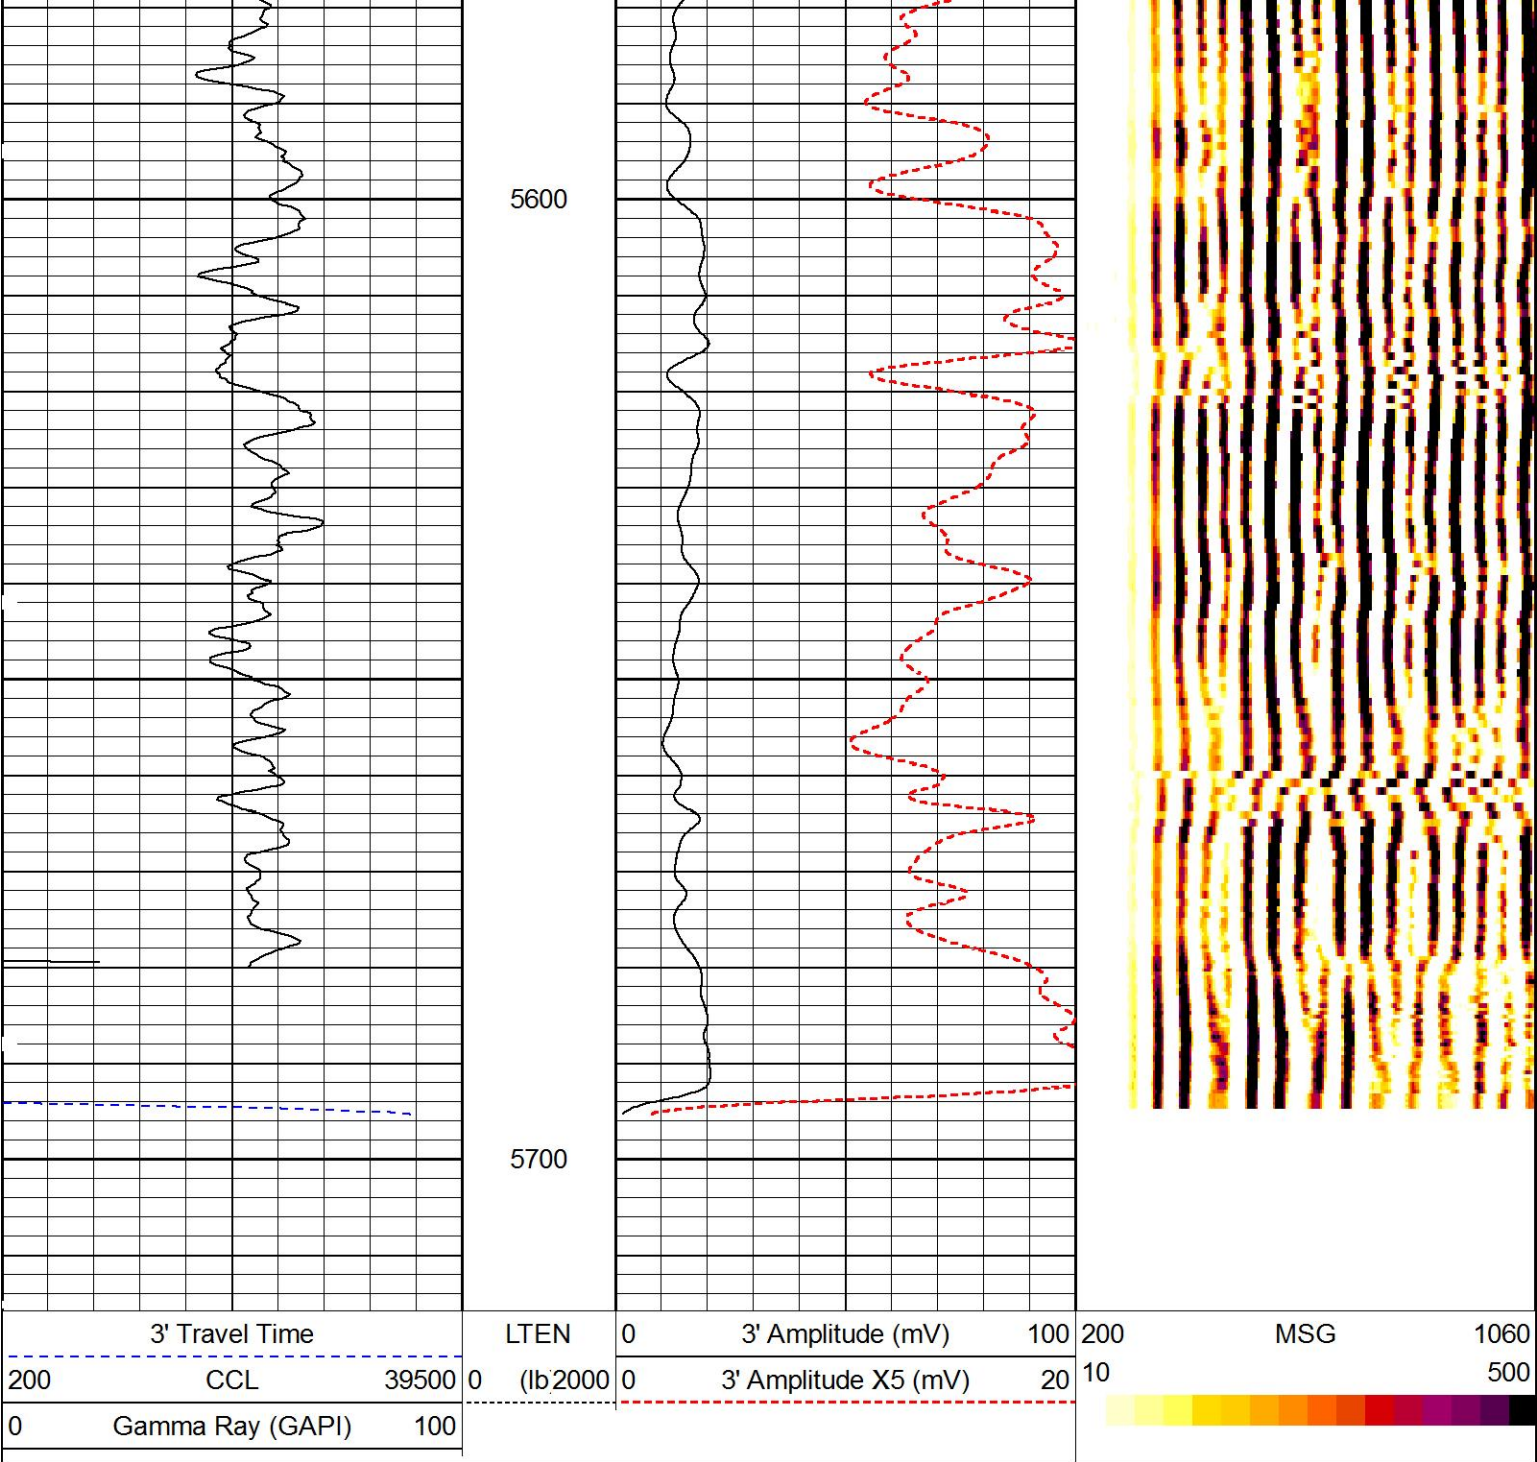 5600
5700
3' Travel Time
LTEN
0 3' Amplitude (mV) 100
200 MSG 1060
200 CCL 39500
0 (lb 2000
0 3' Amplitude X5 (mV) 20
10 500
0 Gamma Ray (GAPI) 100